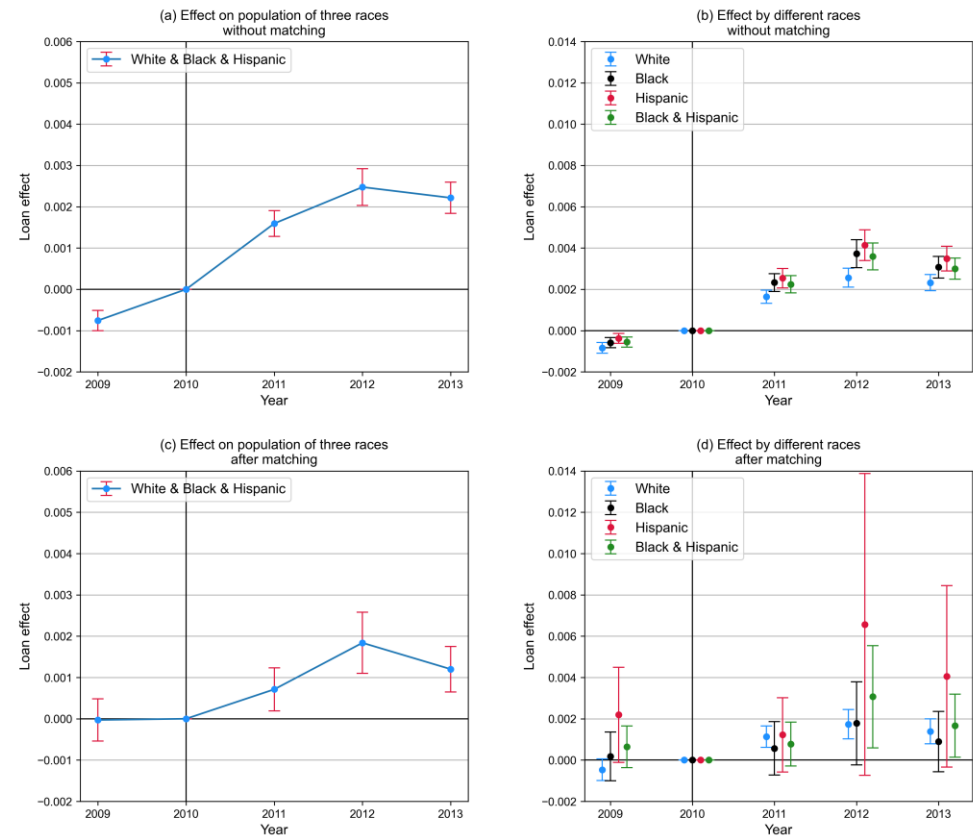 (a) Effect on population of three races
without matching
0.006
0.005
0.004
0.003
0.002
0.001
0.000
−0.001
−0.002
Loan effect
White & Black & Hispanic
2009
2010
2011
2012
2013
Year
(b) Effect by different races
without matching
0.014
0.012
0.010
0.008
0.006
0.004
0.002
0.000
−0.002
Loan effect
White
Black
Hispanic
Black & Hispanic
2009
2010
2011
2012
2013
Year
(c) Effect on population of three races
after matching
0.006
0.005
0.004
0.003
0.002
0.001
0.000
−0.001
−0.002
Loan effect
White & Black & Hispanic
2009
2010
2011
2012
2013
Year
(d) Effect by different races
after matching
0.014
0.012
0.010
0.008
0.006
0.004
0.002
0.000
−0.002
Loan effect
White
Black
Hispanic
Black & Hispanic
2009
2010
2011
2012
2013
Year